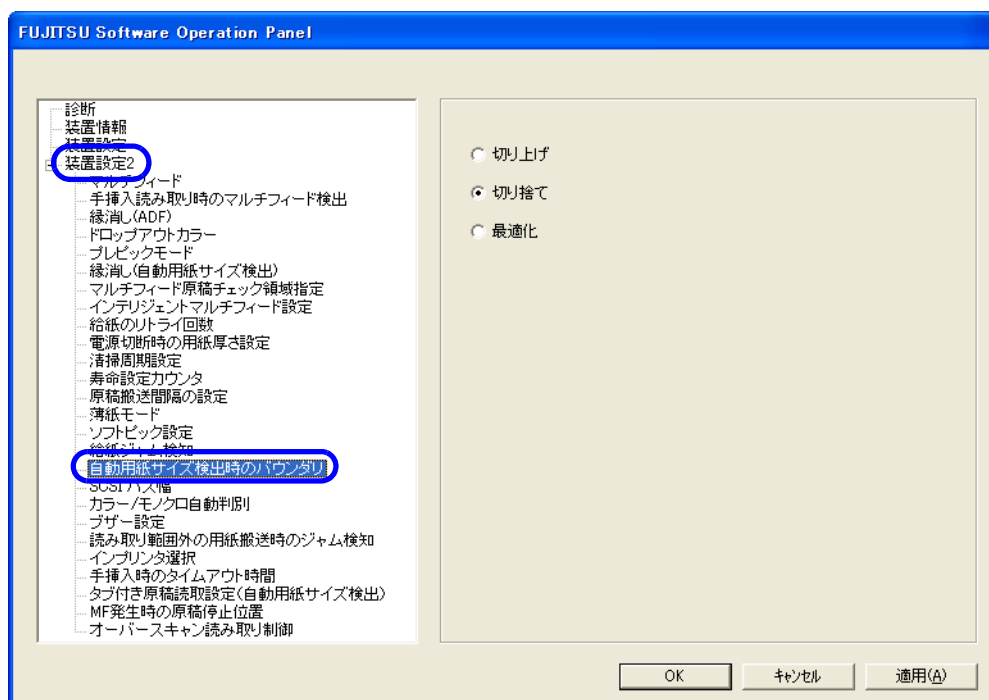 FUJITSU Software Operation Panel
診断
装置情報
装置設定
装置設定2
マルチフィード
手挿入読み取り時のマルチフィード検出
縁消し(ADF)
ドロップアウトカラー
プレピックモード
縁消し(自動用紙サイズ検出)
マルチフィード原稿チェック領域指定
インテリジェントマルチフィード設定
給紙のリトライ回数
電源切断時の用紙厚さ設定
清掃周期設定
寿命設定カウンタ
原稿搬送間隔の設定
薄紙モード
ソフトピック設定
給紙ジャム検知
自動用紙サイズ検出時のバウンダリ
SCSI バス幅
カラー/モノクロ自動判別
ブザー設定
読み取り範囲外の用紙搬送時のジャム検知
インプリンタ選択
手挿入時のタイムアウト時間
タブ付き原稿読取設定(自動用紙サイズ検出)
MF発生時の原稿停止位置
オーバースキャン読み取り制御
切り上げ
切り捨て
最適化
OK
キャンセル
適用(A)